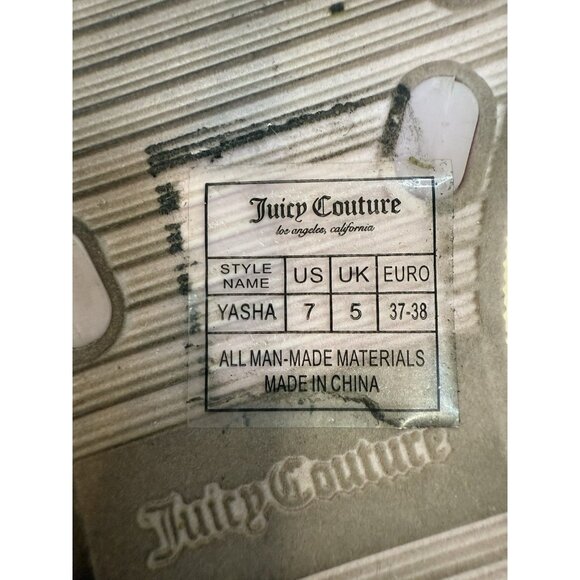 Juicy Couture
los angeles, california
STYLE NAME US UK EURO
YASHA 7 5 37-38
ALL MAN-MADE MATERIALS
MADE IN CHINA
Juicy Couture